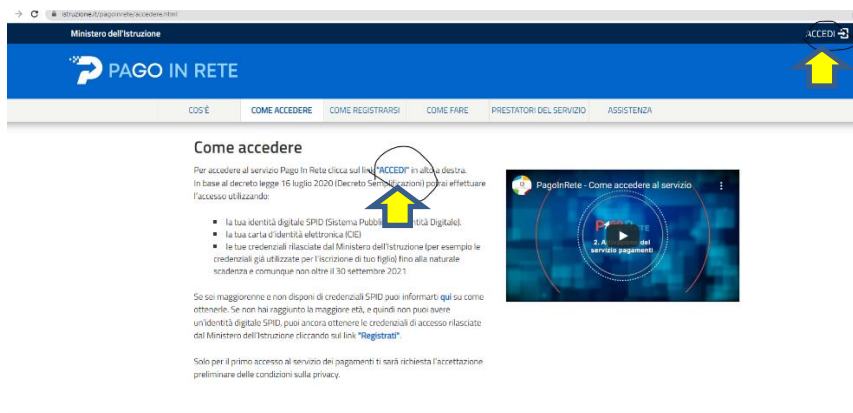 istruzione.it/pagoinrete/accedere.html
Ministero dell'Istruzione
ACCEDI
PAGO IN RETE
COS'È COME ACCEDERE COME REGISTRARSI COME FARE PRESTATORI DEL SERVIZIO ASSISTENZA
Come accedere
Per accedere al servizio Pago In Rete clicca sul link "ACCEDI" in alto a destra.
In base al decreto legge 16 luglio 2020 (Decreto Semplificazioni) potrai effettuare
l'accesso utilizzando:
la tua identità digitale SPID (Sistema Pubblico Identità Digitale).
la tua carta d'identità elettronica (CIE)
le tue credenziali rilasciate dal Ministero dell'Istruzione (per esempio le
credenziali già utilizzate per l'iscrizione di tuo figlio) fino alla naturale
scadenza e comunque non oltre il 30 settembre 2021
Se sei maggiorenne e non disponi di credenziali SPID puoi informarti qui su come
ottenerle. Se non hai raggiunto la maggiore età, e quindi non puoi avere
un'identità digitale SPID, puoi ancora ottenere le credenziali di accesso rilasciate
dal Ministero dell'Istruzione cliccando sul link "Registrati".
Solo per il primo accesso al servizio dei pagamenti ti sarà richiesta l'accettazione
preliminare delle condizioni sulla privacy.
PagoInRete - Come accedere al servizio
RETE
2. del
servizio pagamenti